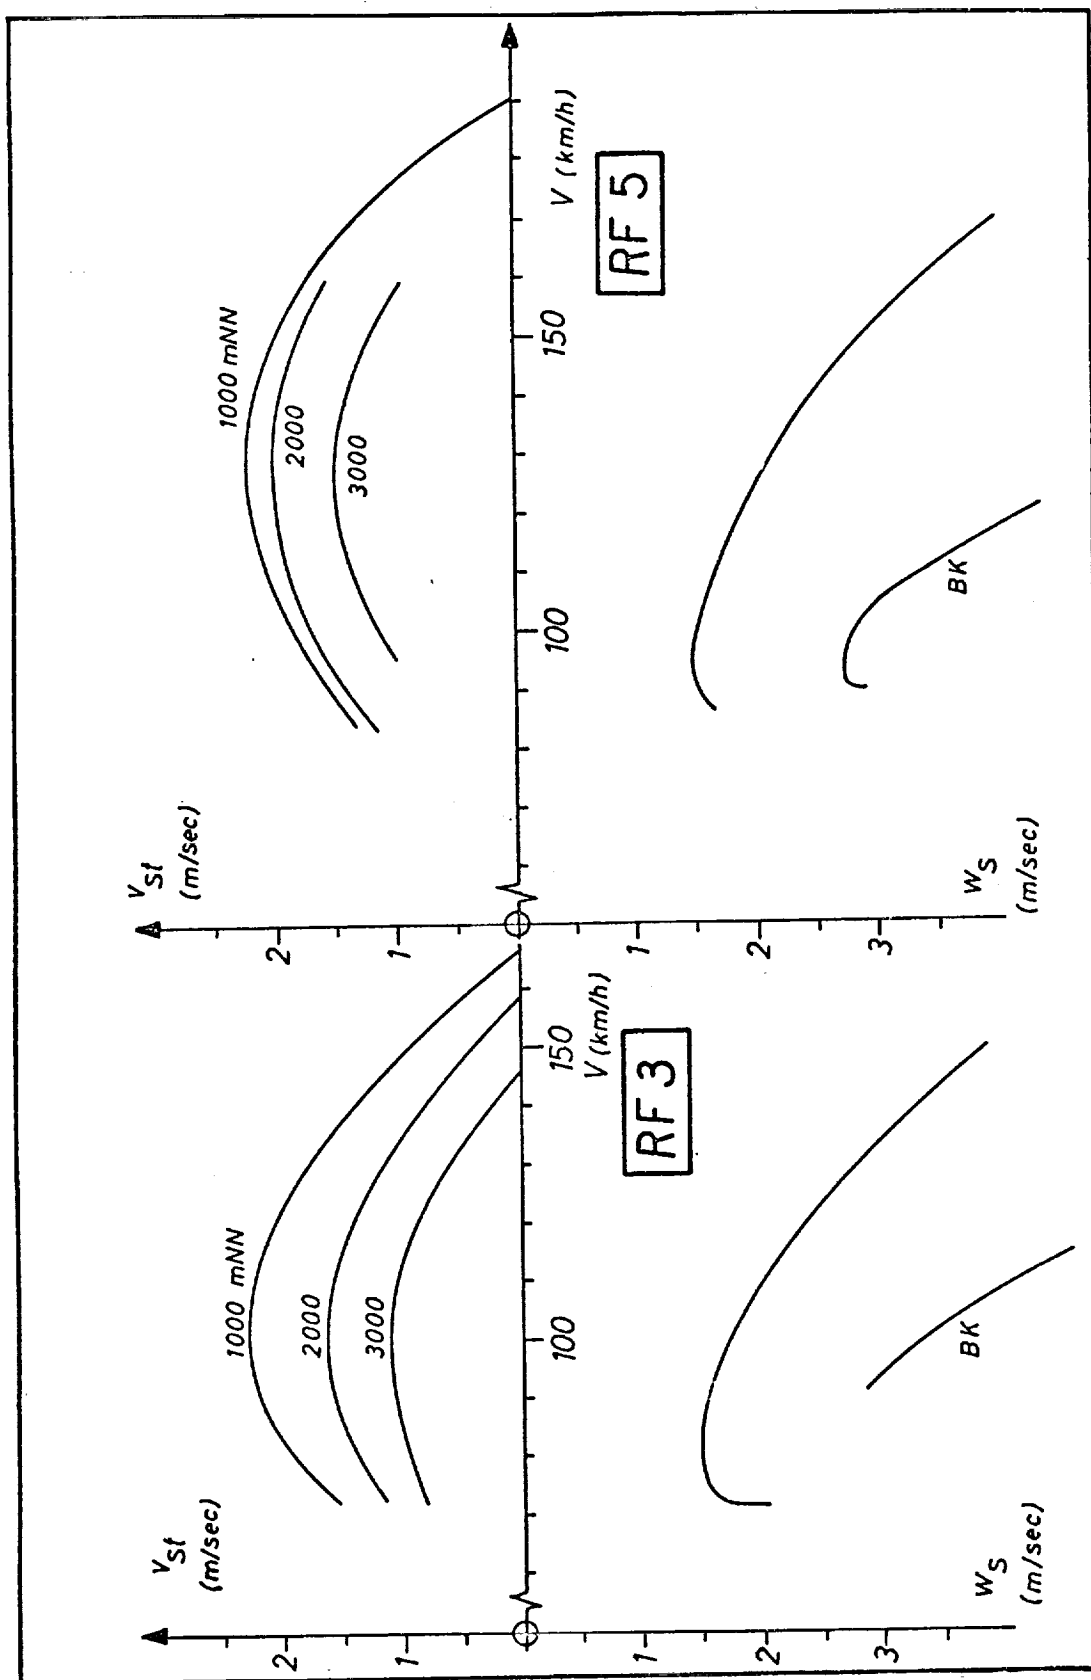 V_St
(m/sec)
2
1
1000 mNN
2000
3000
100
150
V (km/h)
RF 3
1
2
3
BK
W_S
(m/sec)
V_St
(m/sec)
2
1
1000 mNN
2000
3000
100
150
V (km/h)
RF 5
1
2
3
BK
W_S
(m/sec)